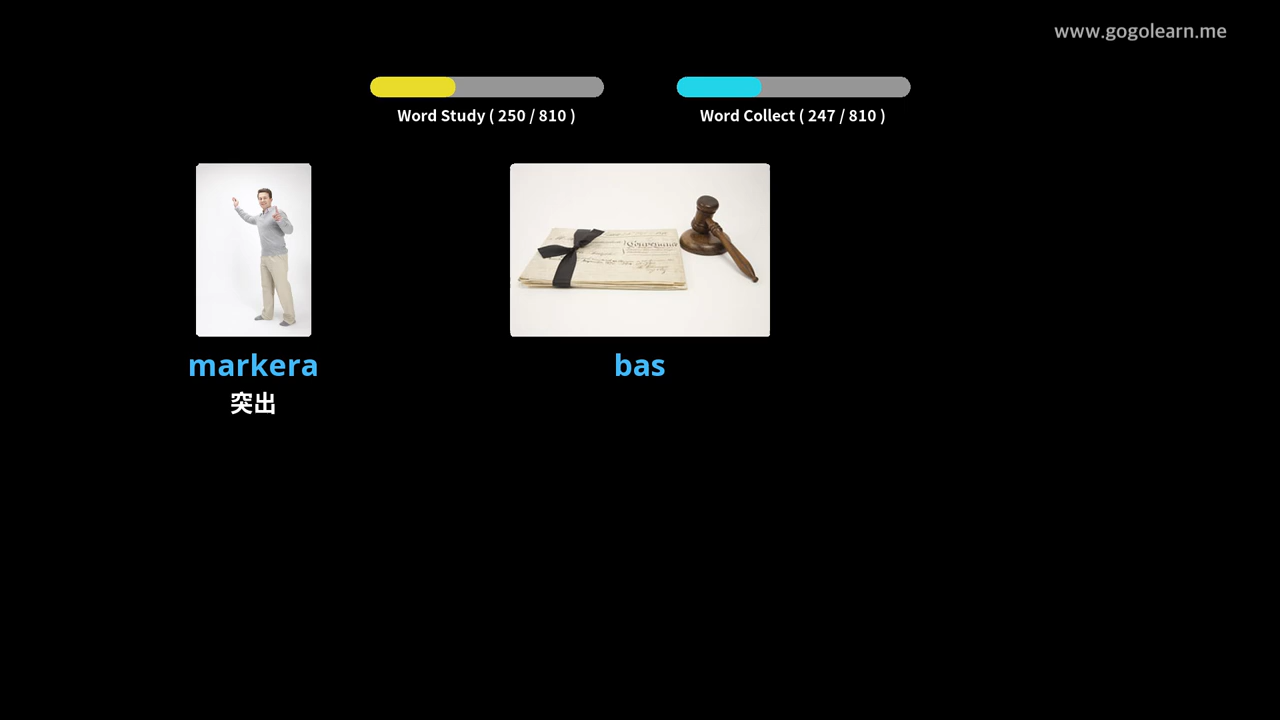 www.gogolearn.me
Word Study ( 250 / 810 )
Word Collect ( 247 / 810 )
markera
突出
bas